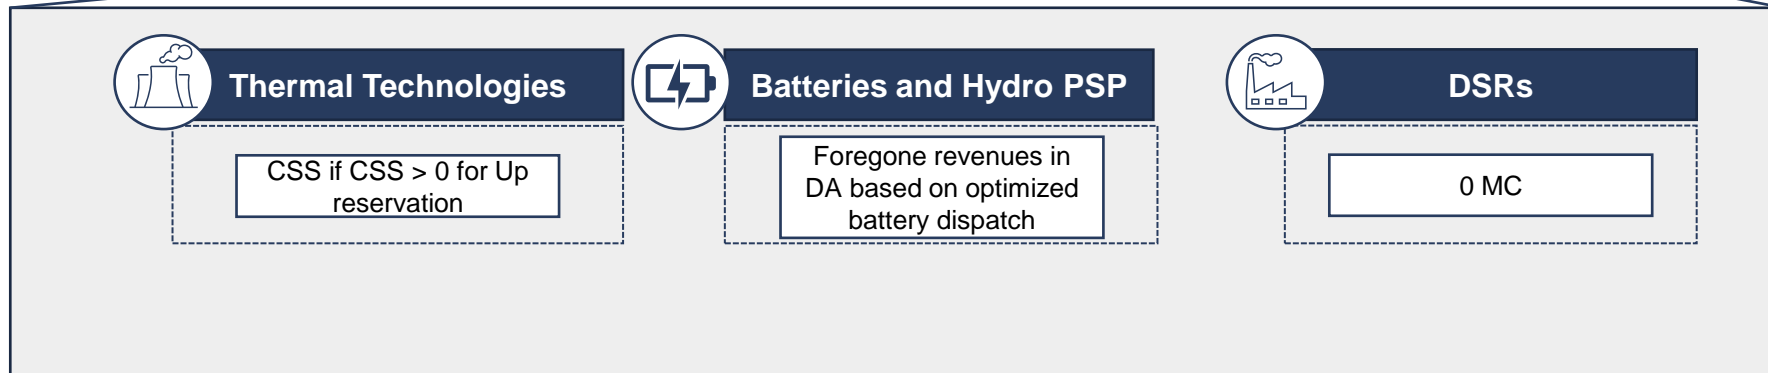 Thermal Technologies
CSS if CSS > 0 for Up
reservation
Batteries and Hydro PSP
Foregone revenues in
DA based on optimized
battery dispatch
DSRs
0 MC